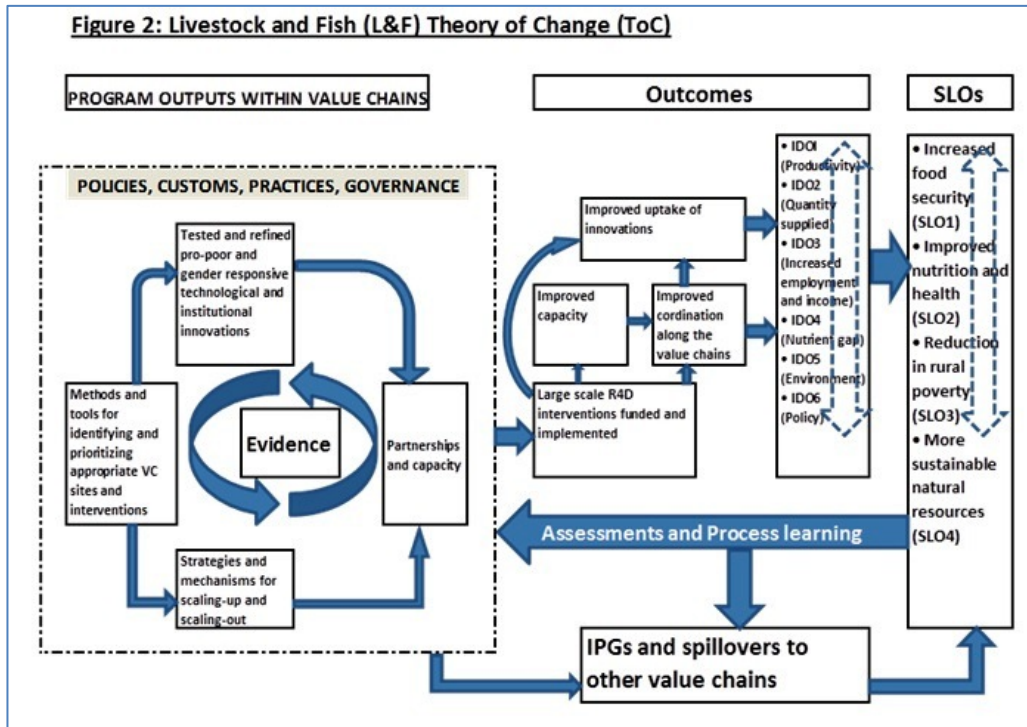 Figure 2: Livestock and Fish (L&F) Theory of Change (ToC)
PROGRAM OUTPUTS WITHIN VALUE CHAINS
Outcomes
SLOs
POLICIES, CUSTOMS, PRACTICES, GOVERNANCE
Tested and refined
pro-poor and
gender responsive
technological and
institutional
innovations
Methods and
tools for
identifying and
prioritizing
appropriate VC
sites and
interventions
Evidence
Partnerships
and capacity
Strategies and
mechanisms for
scaling-up and
scaling-out
Improved uptake of
innovations
Improved
capacity
Improved
cordination
along the
value chains
Large scale R4D
interventions funded and
implemented
• IDO1
(Productivity)
• IDO2
(Quantity
supplied)
• IDO3
(Increased
employment
and income)
• IDO4
(Nutrient gap)
• IDO5
(Environment)
• IDO6
(Policy)
• Increased
food
security
(SLO1)
• Improved
nutrition and
health
(SLO2)
• Reduction
in rural
poverty
(SLO3)
• More
sustainable
natural
resources
(SLO4)
Assessments and Process learning
IPGs and spillovers to
other value chains